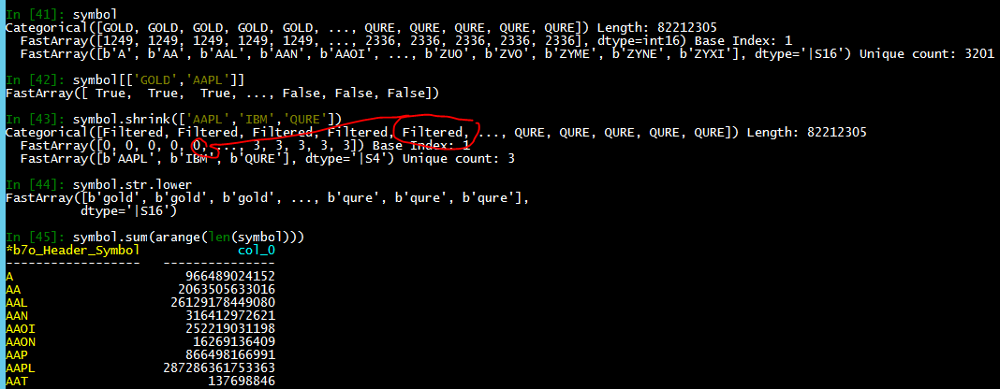 In [41]: symbol
Categorical([GOLD, GOLD, GOLD, GOLD, GOLD, ..., QURE, QURE, QURE, QURE, QURE]) Length: 82212305
  FastArray([1249, 1249, 1249, 1249, 1249, ..., 2336, 2336, 2336, 2336, 2336], dtype=int16) Base Index: 1
  FastArray([b'A', b'AA', b'AAL', b'AAN', b'AAOI', ..., b'ZUO', b'ZVO', b'ZYME', b'ZYNE', b'ZYXI'], dtype='|S16') Unique count: 3201
In [42]: symbol[['GOLD','AAPL']]
FastArray([ True,  True,  True, ..., False, False, False])
In [43]: symbol.shrink(['AAPL','IBM','QURE'])
Categorical([Filtered, Filtered, Filtered, Filtered, Filtered, ..., QURE, QURE, QURE, QURE, QURE]) Length: 82212305
  FastArray([0, 0, 0, 0, 0, ..., 3, 3, 3, 3, 3]) Base Index: 1
  FastArray([b'AAPL', b'IBM', b'QURE'], dtype='|S4') Unique count: 3
In [44]: symbol.str.lower
FastArray([b'gold', b'gold', b'gold', ..., b'qure', b'qure', b'qure'],
          dtype='|S16')
In [45]: symbol.sum(arange(len(symbol)))
*b7o_Header_Symbol             col_0
------------------   ---------------
A                       966489024152
AA                     2063505633016
AAL                   26129178449080
AAN                     316412972621
AAOI                    252219031198
AAON                     16269136409
AAP                     866498166991
AAPL                 287286361753363
AAT                        137698846